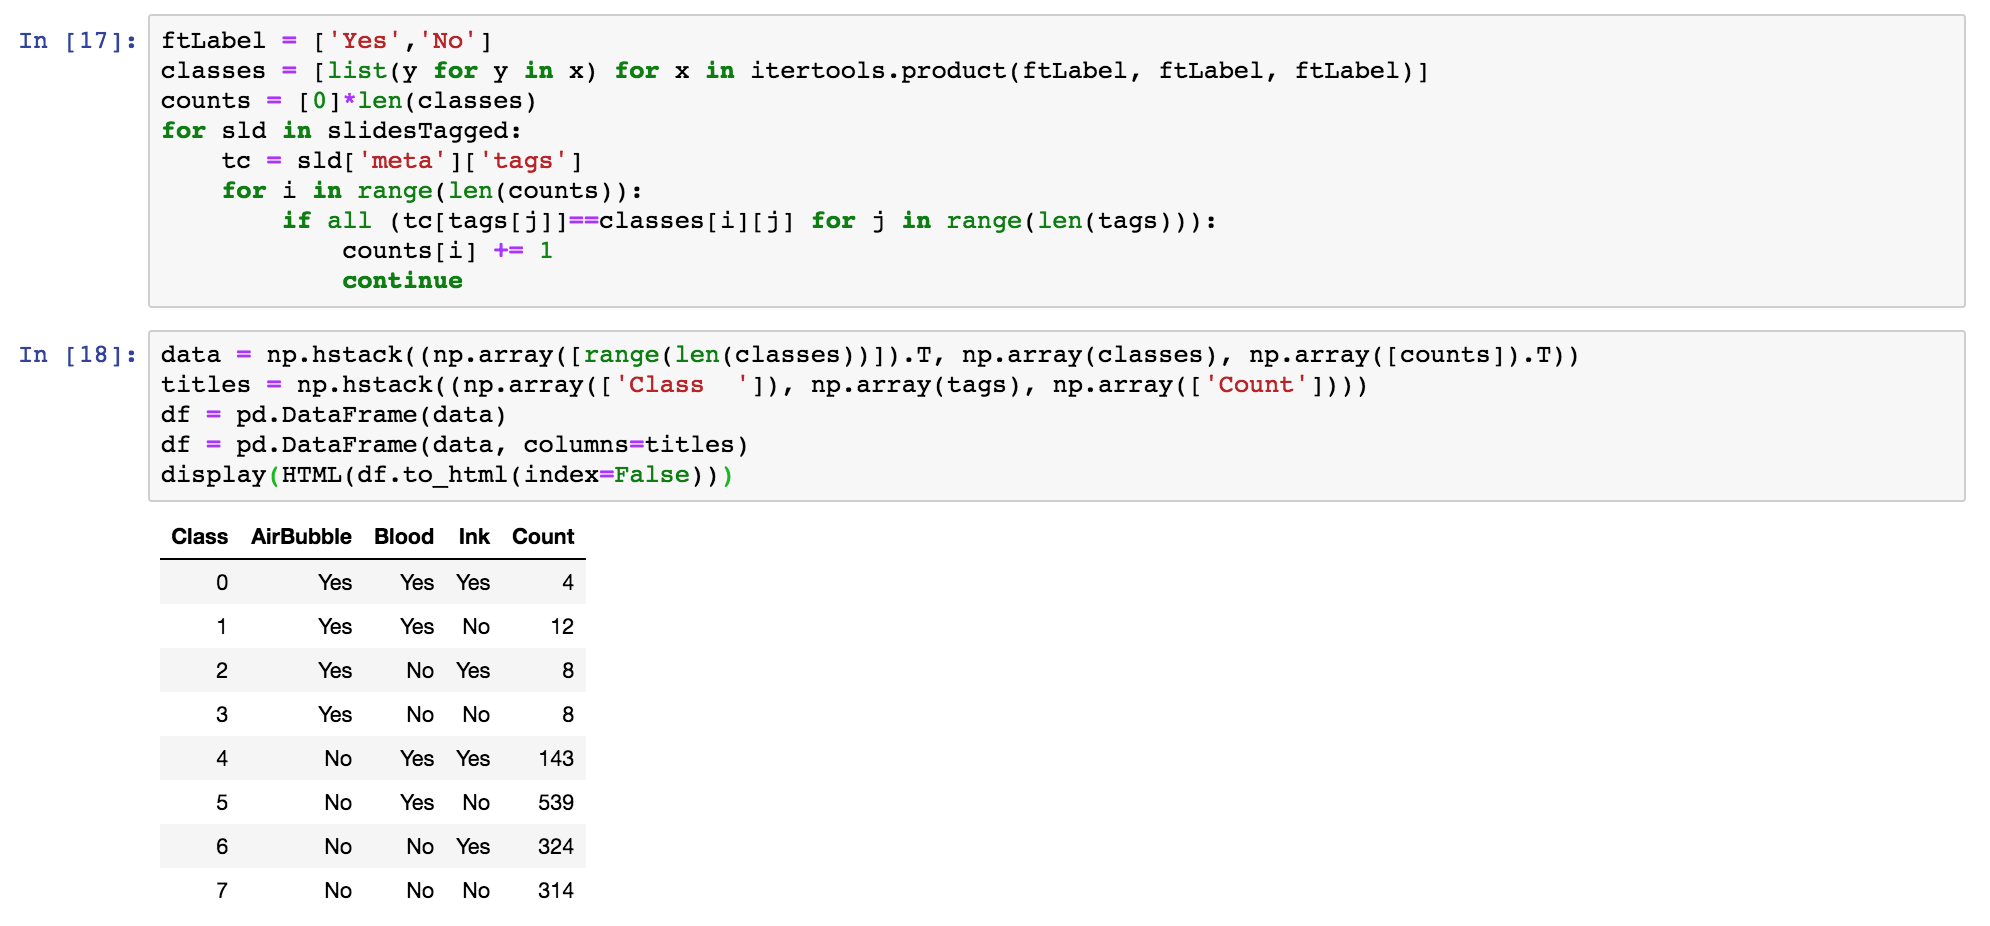 In [17]: ftLabel = ['Yes','No']
classes = [list(y for y in x) for x in itertools.product(ftLabel, ftLabel, ftLabel)]
counts = [0]*len(classes)
for sld in slidesTagged:
    tc = sld['meta']['tags']
    for i in range(len(counts)):
        if all (tc[tags[j]]==classes[i][j] for j in range(len(tags))):
            counts[i] += 1
            continue
In [18]: data = np.hstack((np.array([range(len(classes))]).T, np.array(classes), np.array([counts]).T))
titles = np.hstack((np.array(['Class  ']), np.array(tags), np.array(['Count'])))
df = pd.DataFrame(data)
df = pd.DataFrame(data, columns=titles)
display(HTML(df.to_html(index=False)))
Class AirBubble Blood Ink Count
0 Yes Yes Yes 4
1 Yes Yes No 12
2 Yes No Yes 8
3 Yes No No 8
4 No Yes Yes 143
5 No Yes No 539
6 No No Yes 324
7 No No No 314